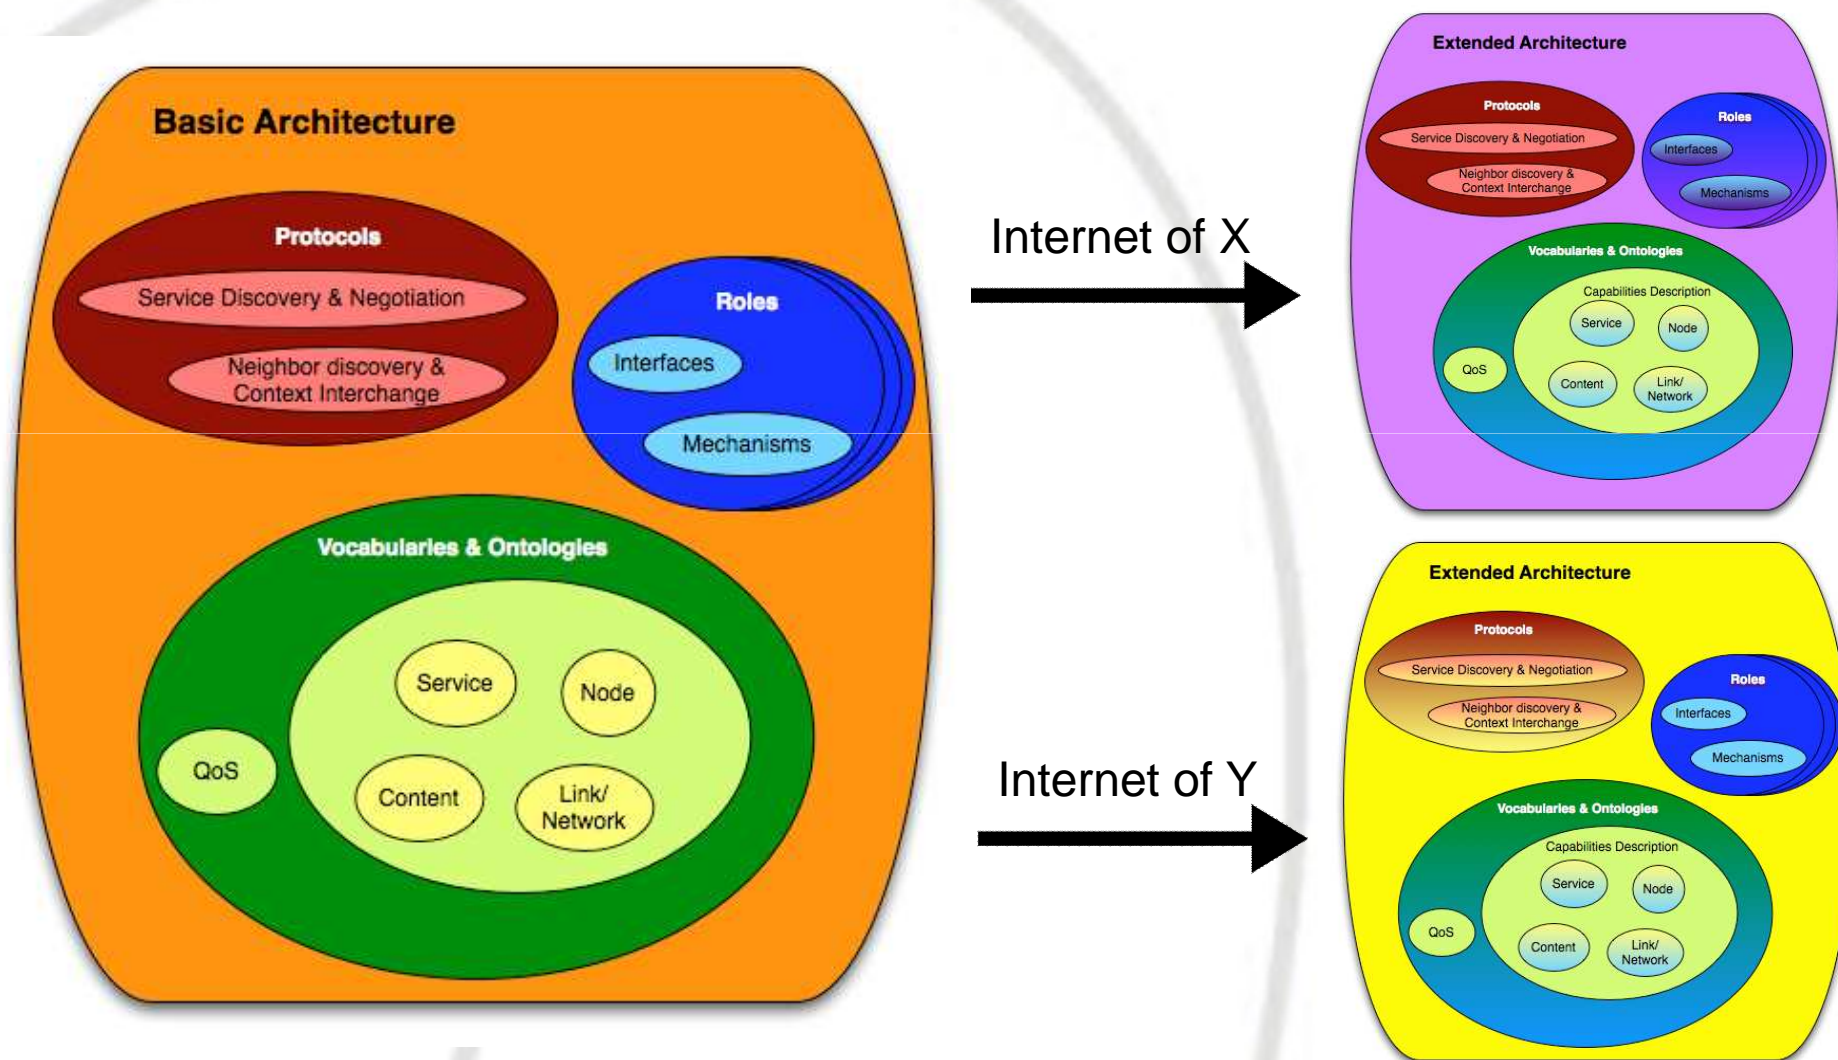 Basic Architecture
Protocols
Service Discovery & Negotiation
Neighbor discovery &
Context Interchange
Roles
Interfaces
Mechanisms
Vocabularies & Ontologies
Service
Node
QoS
Content
Link/
Network
Internet of X
Internet of Y
Extended Architecture
Protocols
Service Discovery & Negotiation
Neighbor discovery &
Context Interchange
Roles
Interfaces
Mechanisms
Vocabularies & Ontologies
Capabilities Description
Service
Node
QoS
Content
Link/
Network
Extended Architecture
Protocols
Service Discovery & Negotiation
Neighbor discovery &
Context Interchange
Roles
Interfaces
Mechanisms
Vocabularies & Ontologies
Capabilities Description
Service
Node
QoS
Content
Link/
Network